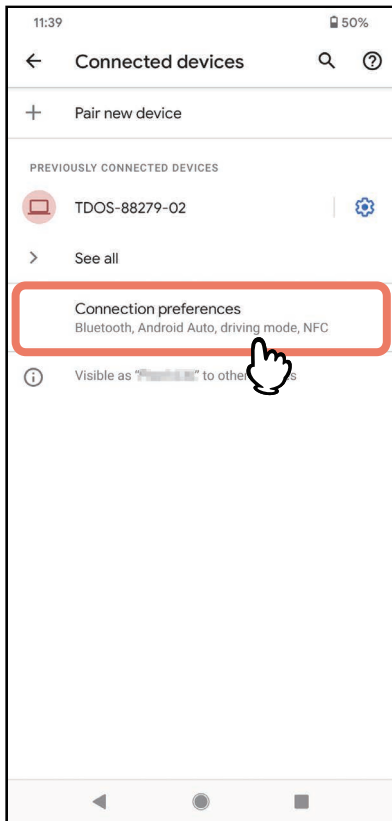 11:39
50%
Connected devices
Pair new device
PREVIOUSLY CONNECTED DEVICES
TDOS-88279-02
See all
Connection preferences
Bluetooth, Android Auto, driving mode, NFC
Visible as "" to other s